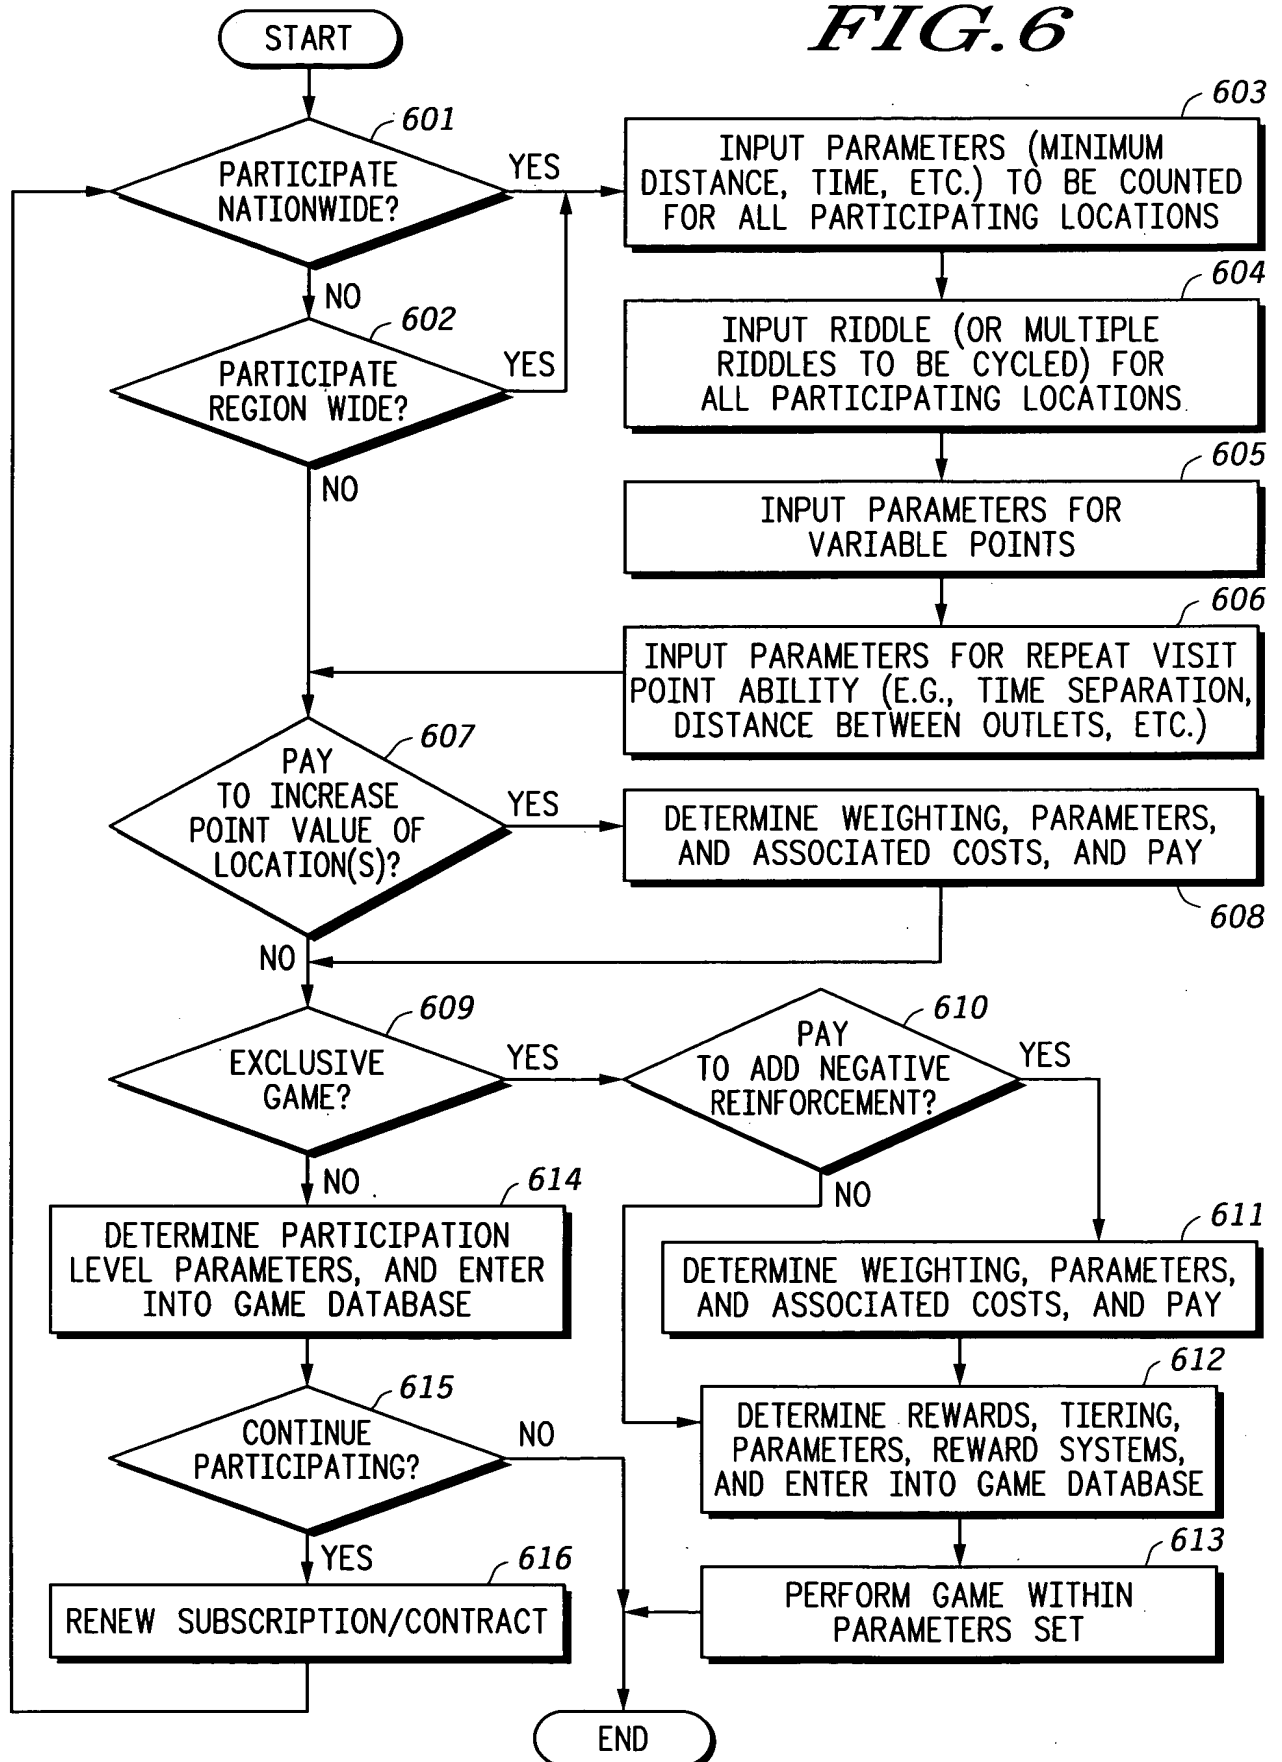 FIG.6
START
601
PARTICIPATE
NATIONWIDE?
YES
NO
602
PARTICIPATE
REGION WIDE?
YES
NO
603
INPUT PARAMETERS (MINIMUM
DISTANCE, TIME, ETC.) TO BE COUNTED
FOR ALL PARTICIPATING LOCATIONS
604
INPUT RIDDLE (OR MULTIPLE
RIDDLES TO BE CYCLED) FOR
ALL PARTICIPATING LOCATIONS
605
INPUT PARAMETERS FOR
VARIABLE POINTS
606
INPUT PARAMETERS FOR REPEAT VISIT
POINT ABILITY (E.G., TIME SEPARATION,
DISTANCE BETWEEN OUTLETS, ETC.)
607
PAY
TO INCREASE
POINT VALUE OF
LOCATION(S)?
YES
NO
DETERMINE WEIGHTING, PARAMETERS,
AND ASSOCIATED COSTS, AND PAY
608
609
EXCLUSIVE
GAME?
YES
NO
610
PAY
TO ADD NEGATIVE
REINFORCEMENT?
YES
NO
611
DETERMINE WEIGHTING, PARAMETERS,
AND ASSOCIATED COSTS, AND PAY
612
DETERMINE REWARDS, TIERING,
PARAMETERS, REWARD SYSTEMS,
AND ENTER INTO GAME DATABASE
613
PERFORM GAME WITHIN
PARAMETERS SET
614
DETERMINE PARTICIPATION
LEVEL PARAMETERS, AND ENTER
INTO GAME DATABASE
615
CONTINUE
PARTICIPATING?
NO
YES
616
RENEW SUBSCRIPTION/CONTRACT
END